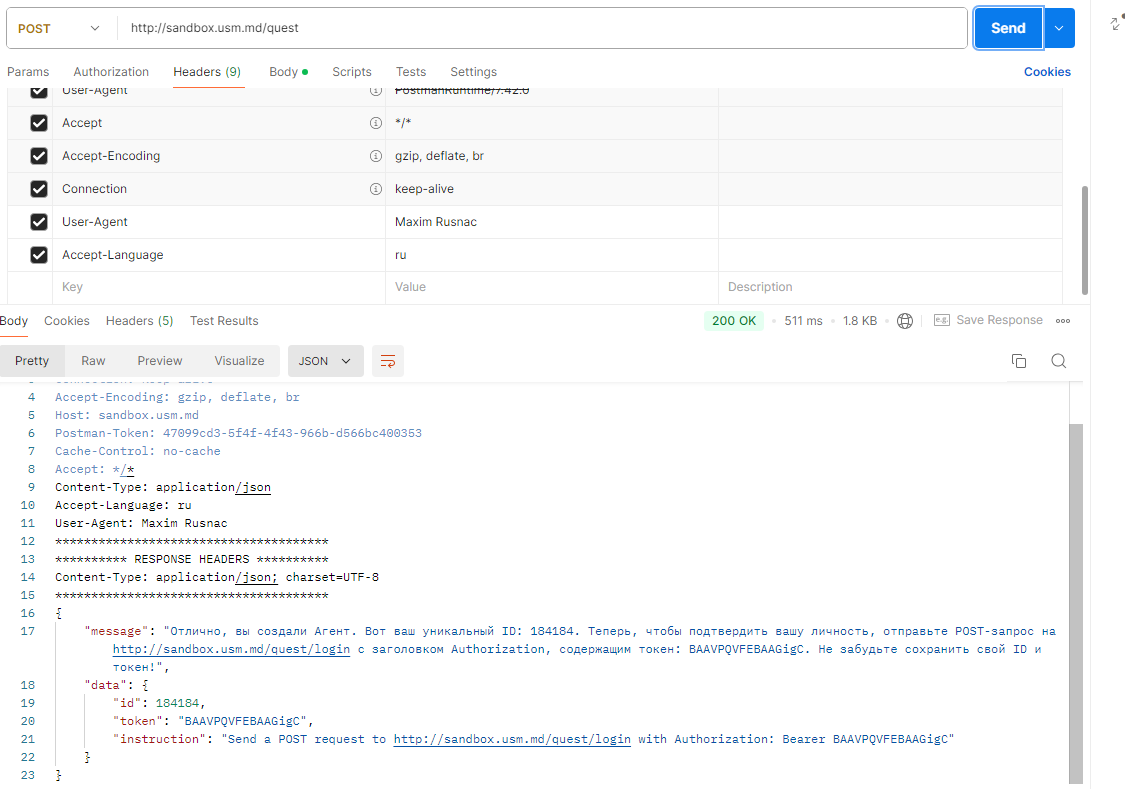 POST http://sandbox.usm.md/quest Send
Params Authorization Headers (9) Body Scripts Tests Settings Cookies
User-Agent PostmanRuntime/7.42.0
Accept */*
Accept-Encoding gzip, deflate, br
Connection keep-alive
User-Agent Maxim Rusnac
Accept-Language ru
Key Value Description
Body Cookies Headers (5) Test Results 200 OK 511 ms 1.8 KB e.g. Save Response
Pretty Raw Preview Visualize JSON
4 Accept-Encoding: gzip, deflate, br
5 Host: sandbox.usm.md
6 Postman-Token: 47099cd3-5f4f-4f43-966b-d566bc400353
7 Cache-Control: no-cache
8 Accept: */*
9 Content-Type: application/json
10 Accept-Language: ru
11 User-Agent: Maxim Rusnac
12 **************************************
13 ********** RESPONSE HEADERS **********
14 Content-Type: application/json; charset=UTF-8
15 **************************************
16 {
17 "message": "Отлично, вы создали Агент. Вот ваш уникальный ID: 184184. Теперь, чтобы подтвердить вашу личность, отправьте POST-запрос на
http://sandbox.usm.md/quest/login с заголовком Authorization, содержащим токен: BAAVPQVFEBAAGigC. Не забудьте сохранить свой ID и
токен!",
18 "data": {
19 "id": 184184,
20 "token": "BAAVPQVFEBAAGigC",
21 "instruction": "Send a POST request to http://sandbox.usm.md/quest/login with Authorization: Bearer BAAVPQVFEBAAGigC"
22 }
23 }